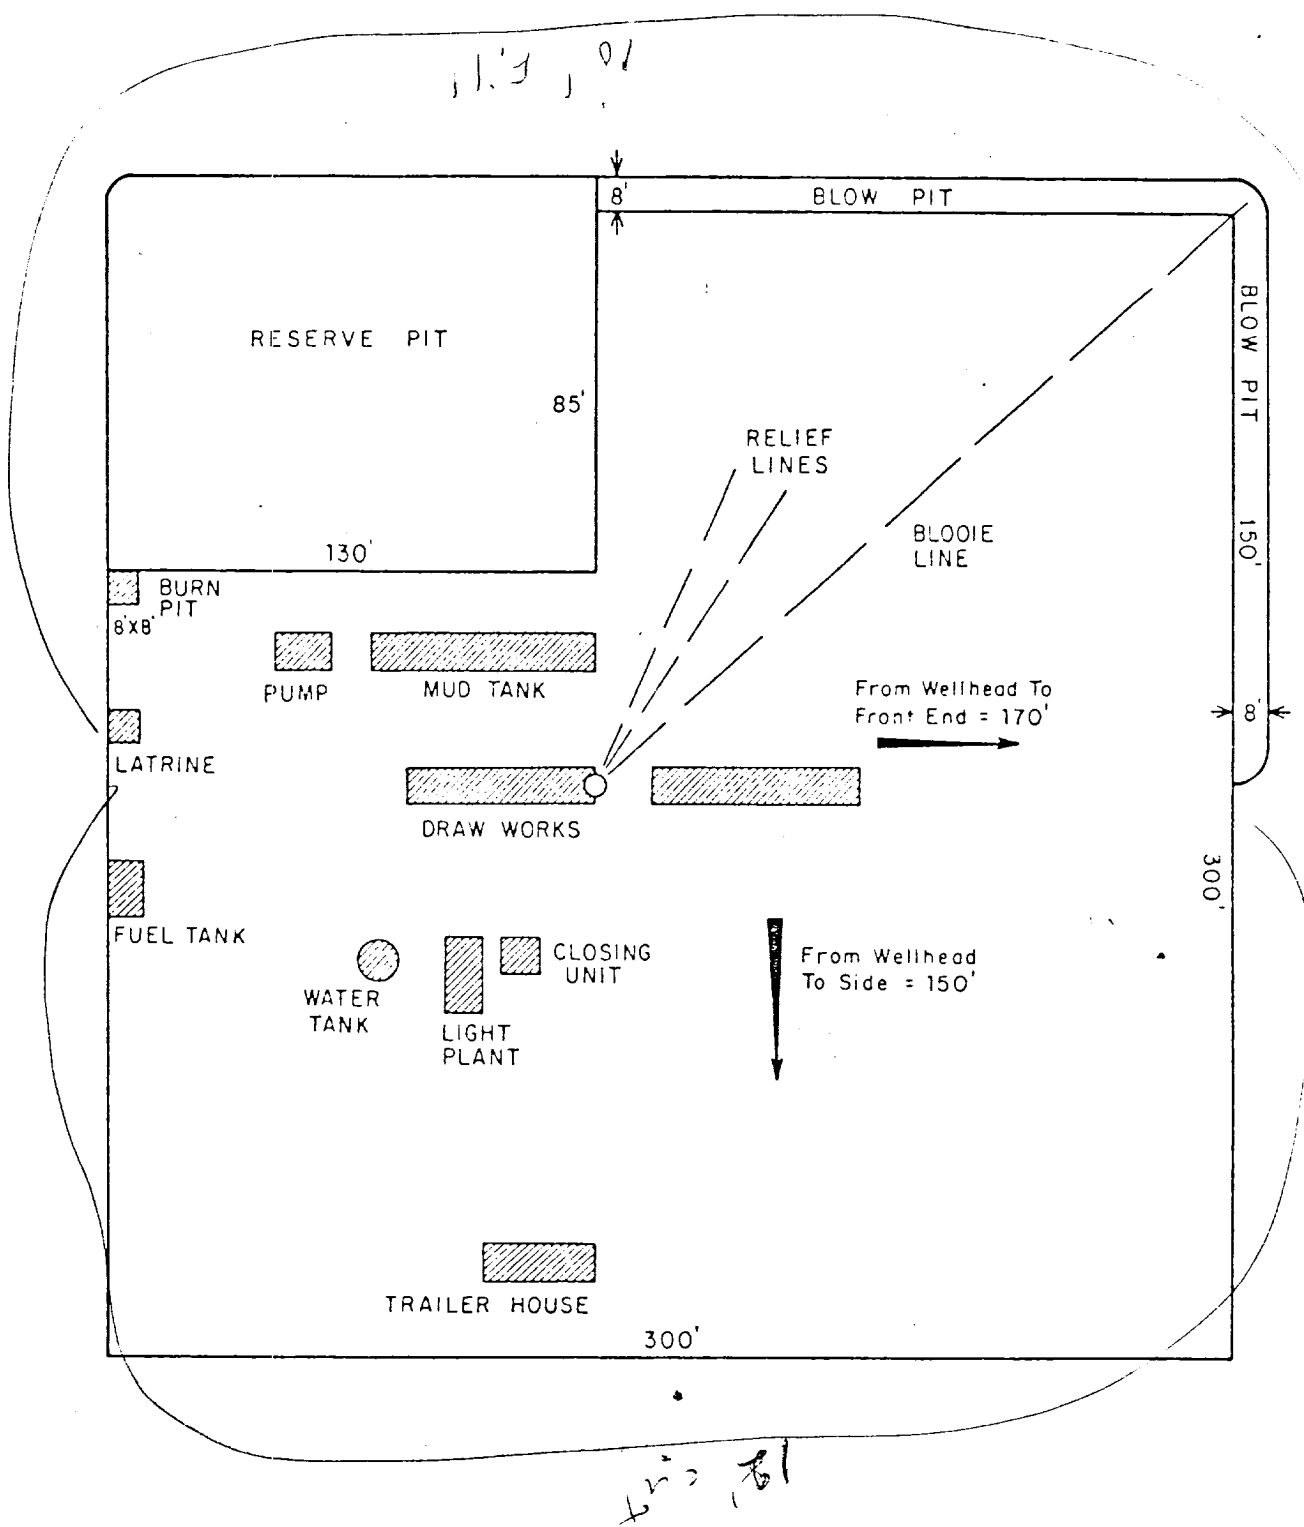 10' Fill
8'
BLOW PIT
BLOW PIT
RESERVE PIT
85'
RELIEF
LINES
130'
BLOOIE
LINE
150'
BURN
PIT
8'X8'
PUMP
MUD TANK
From Wellhead To
Front End = 170'
8'
LATRINE
DRAW WORKS
300'
FUEL TANK
CLOSING
UNIT
From Wellhead
To Side = 150'
WATER
TANK
LIGHT
PLANT
TRAILER HOUSE
300'